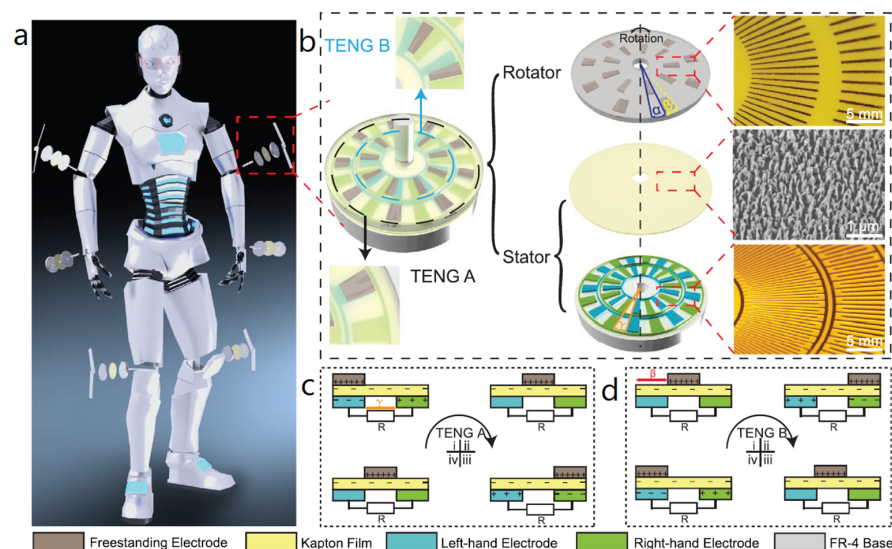 a
b
TENG B
Rotation
Rotator
α
β
5 mm
1 μm
Stator
TENG A
γ
5 mm
c
γ
R
R
TENG A
i ii
iv iii
R
R
d
β
R
R
TENG B
i ii
iv iii
R
R
Freestanding Electrode
Kapton Film
Left-hand Electrode
Right-hand Electrode
FR-4 Base